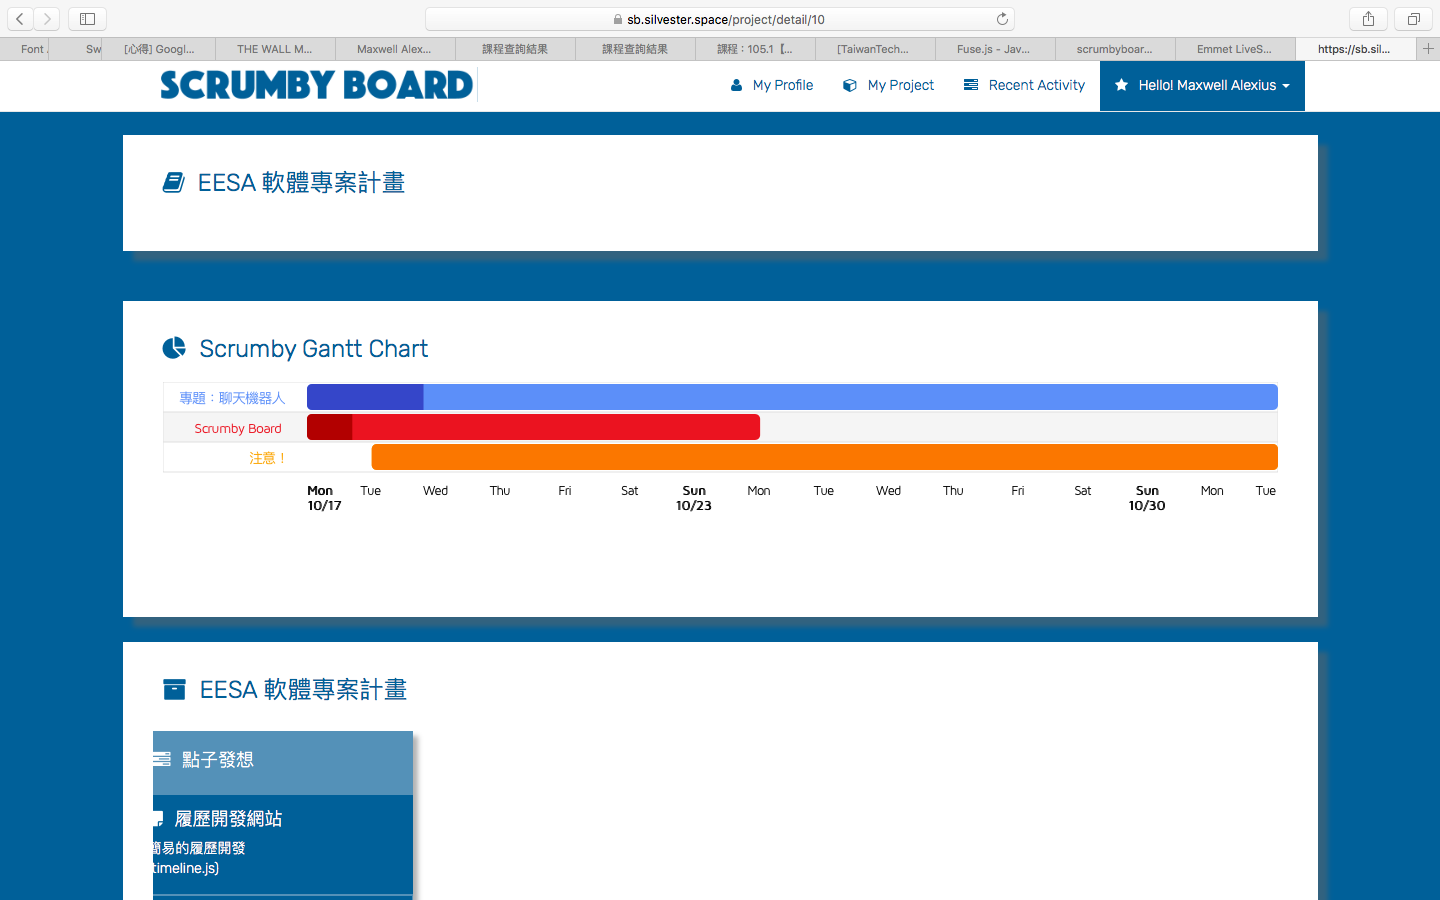 sb.silvester.space/project/detail/10
Font
Sw
[心得] Googl...
THE WALL M...
Maxwell Alex...
課程查詢結果
課程查詢結果
課程：105.1【...
[TaiwanTech...
Fuse.js - Jav...
scrumbyboar...
Emmet LiveS...
https://sb.sil...
SCRUMBY BOARD
My Profile
My Project
Recent Activity
Hello! Maxwell Alexius
EESA 軟體專案計畫
Scrumby Gantt Chart
專題：聊天機器人
Scrumby Board
注意！
Mon Tue Wed Thu Fri Sat Sun Mon Tue Wed Thu Fri Sat Sun Mon Tue
10/17 10/23 10/30
EESA 軟體專案計畫
點子發想
履歷開發網站
簡易的履歷開發
timeline.js)